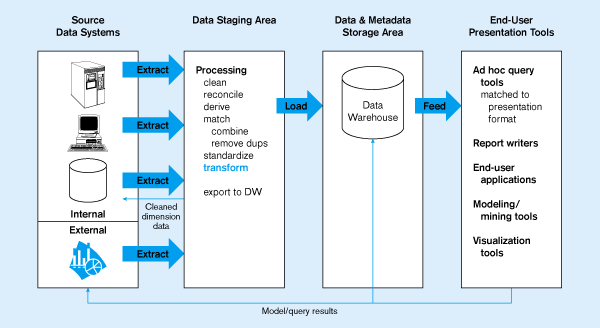 Source
Data Systems
Data Staging Area
Data & Metadata
Storage Area
End-User
Presentation Tools
Extract
Extract
Extract
Internal
External
Extract
Cleaned
dimension
data
Processing
clean
reconcile
derive
match
combine
remove dups
standardize
transform
export to DW
Load
Data
Warehouse
Feed
Ad hoc query
tools
matched to
presentation
format
Report writers
End-user
applications
Modeling/
mining tools
Visualization
tools
Model/query results